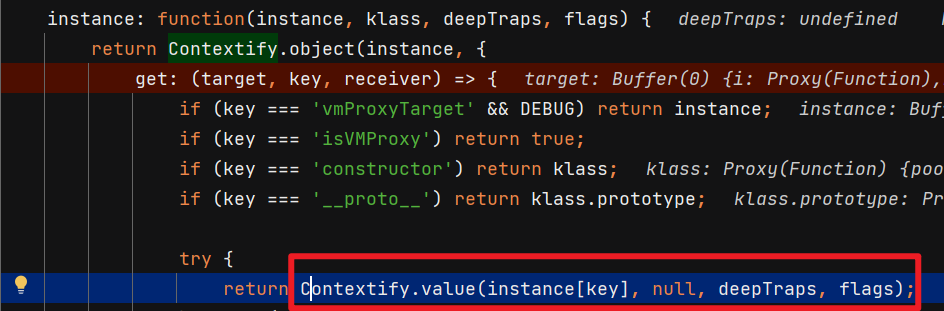 instance: function(instance, klass, deepTraps, flags) {   deepTraps: undefined
return Contextify.object(instance, {
get: (target, key, receiver) => {   target: Buffer(0) {i: Proxy(Function),
if (key === 'vmProxyTarget' && DEBUG) return instance;   instance: Buf
if (key === 'isVMProxy') return true;
if (key === 'constructor') return klass;   klass: Proxy(Function) {poo
if (key === '__proto__') return klass.prototype;   klass.prototype: Pr
try {
return Contextify.value(instance[key], null, deepTraps, flags);